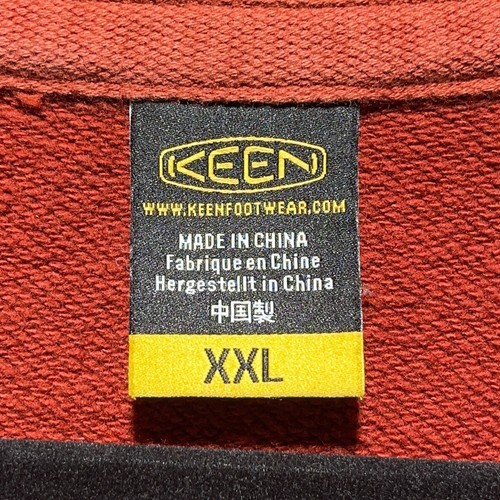 KEEN
WWW.KEENFOOTWEAR.COM
MADE IN CHINA
Fabrique en Chine
Hergestellt in China
中国製
XXL